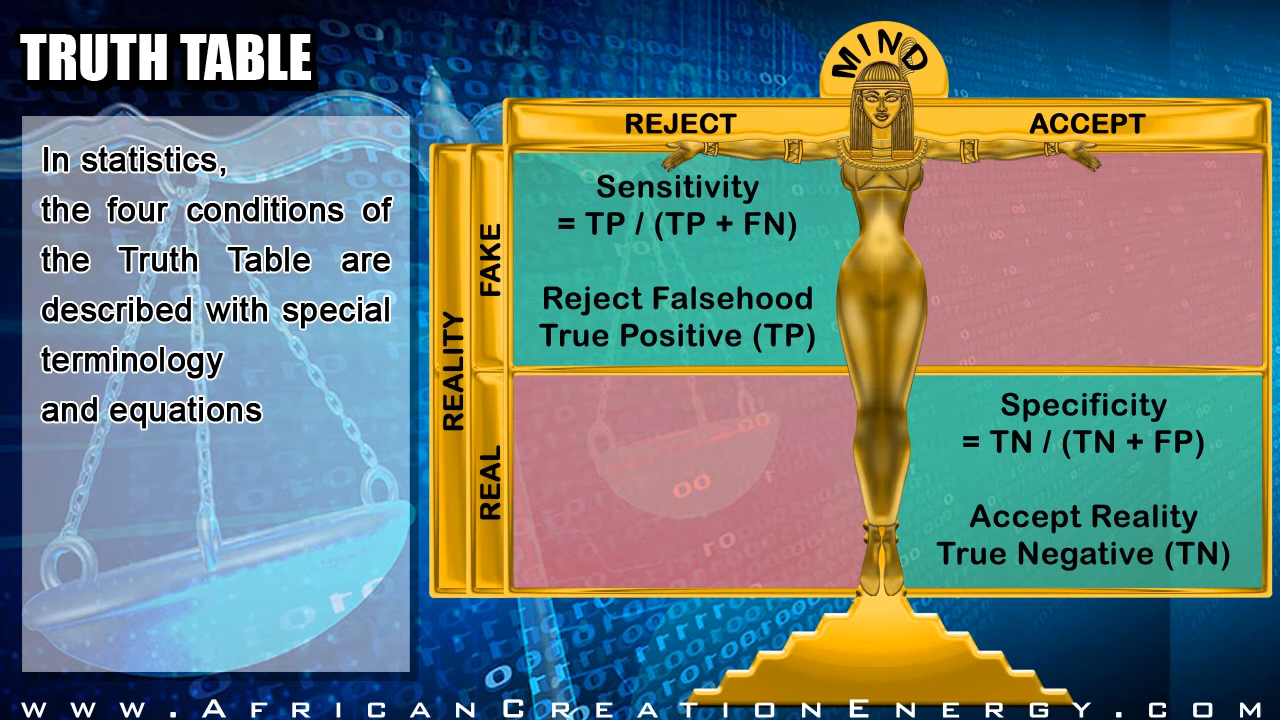 TRUTH TABLE
In statistics,
the four conditions of
the Truth Table are
described with special
terminology
and equations
MIND
REJECT
ACCEPT
REALITY
FAKE
REAL
Sensitivity
= TP / (TP + FN)
Reject Falsehood
True Positive (TP)
Specificity
= TN / (TN + FP)
Accept Reality
True Negative (TN)
www.AfricanCreationEnergy.com